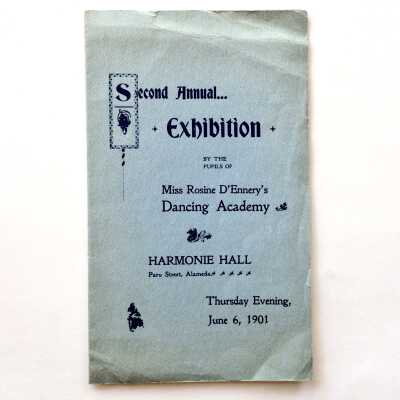 Second Annual...
Exhibition
BY THE
PUPILS OF
Miss Rosine D'Ennery's
Dancing Academy
HARMONIE HALL
Paru Street, Alameda
Thursday Evening,
June 6, 1901